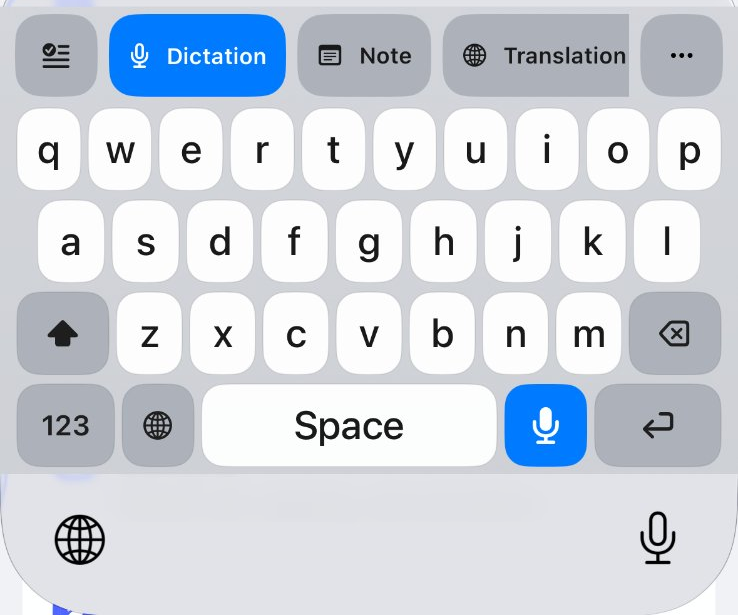 Dictation Note Translation ...
q w e r t y u i o p
a s d f g h j k l
z x c v b n m
123 Space